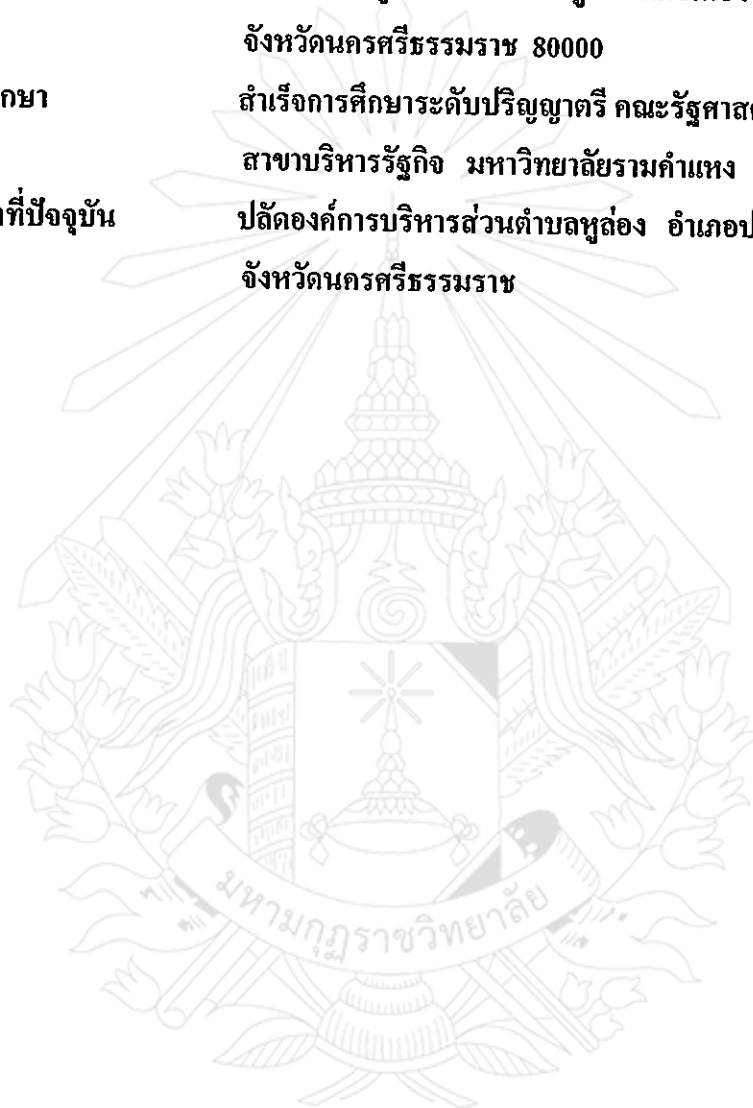 จังหวัดนครศรีธรรมราช 80000
กษา สำเร็จการศึกษาระดับปริญญาตรี คณะรัฐศาส
สาขาบริหารรัฐกิจ มหาวิทยาลัยรามคำแหง
ที่ปัจจุบัน ปลัดองค์การบริหารส่วนตำบลหูล่อง อำเภอป
จังหวัดนครศรีธรรมราช
มหามกุฏราชวิทยาลัย